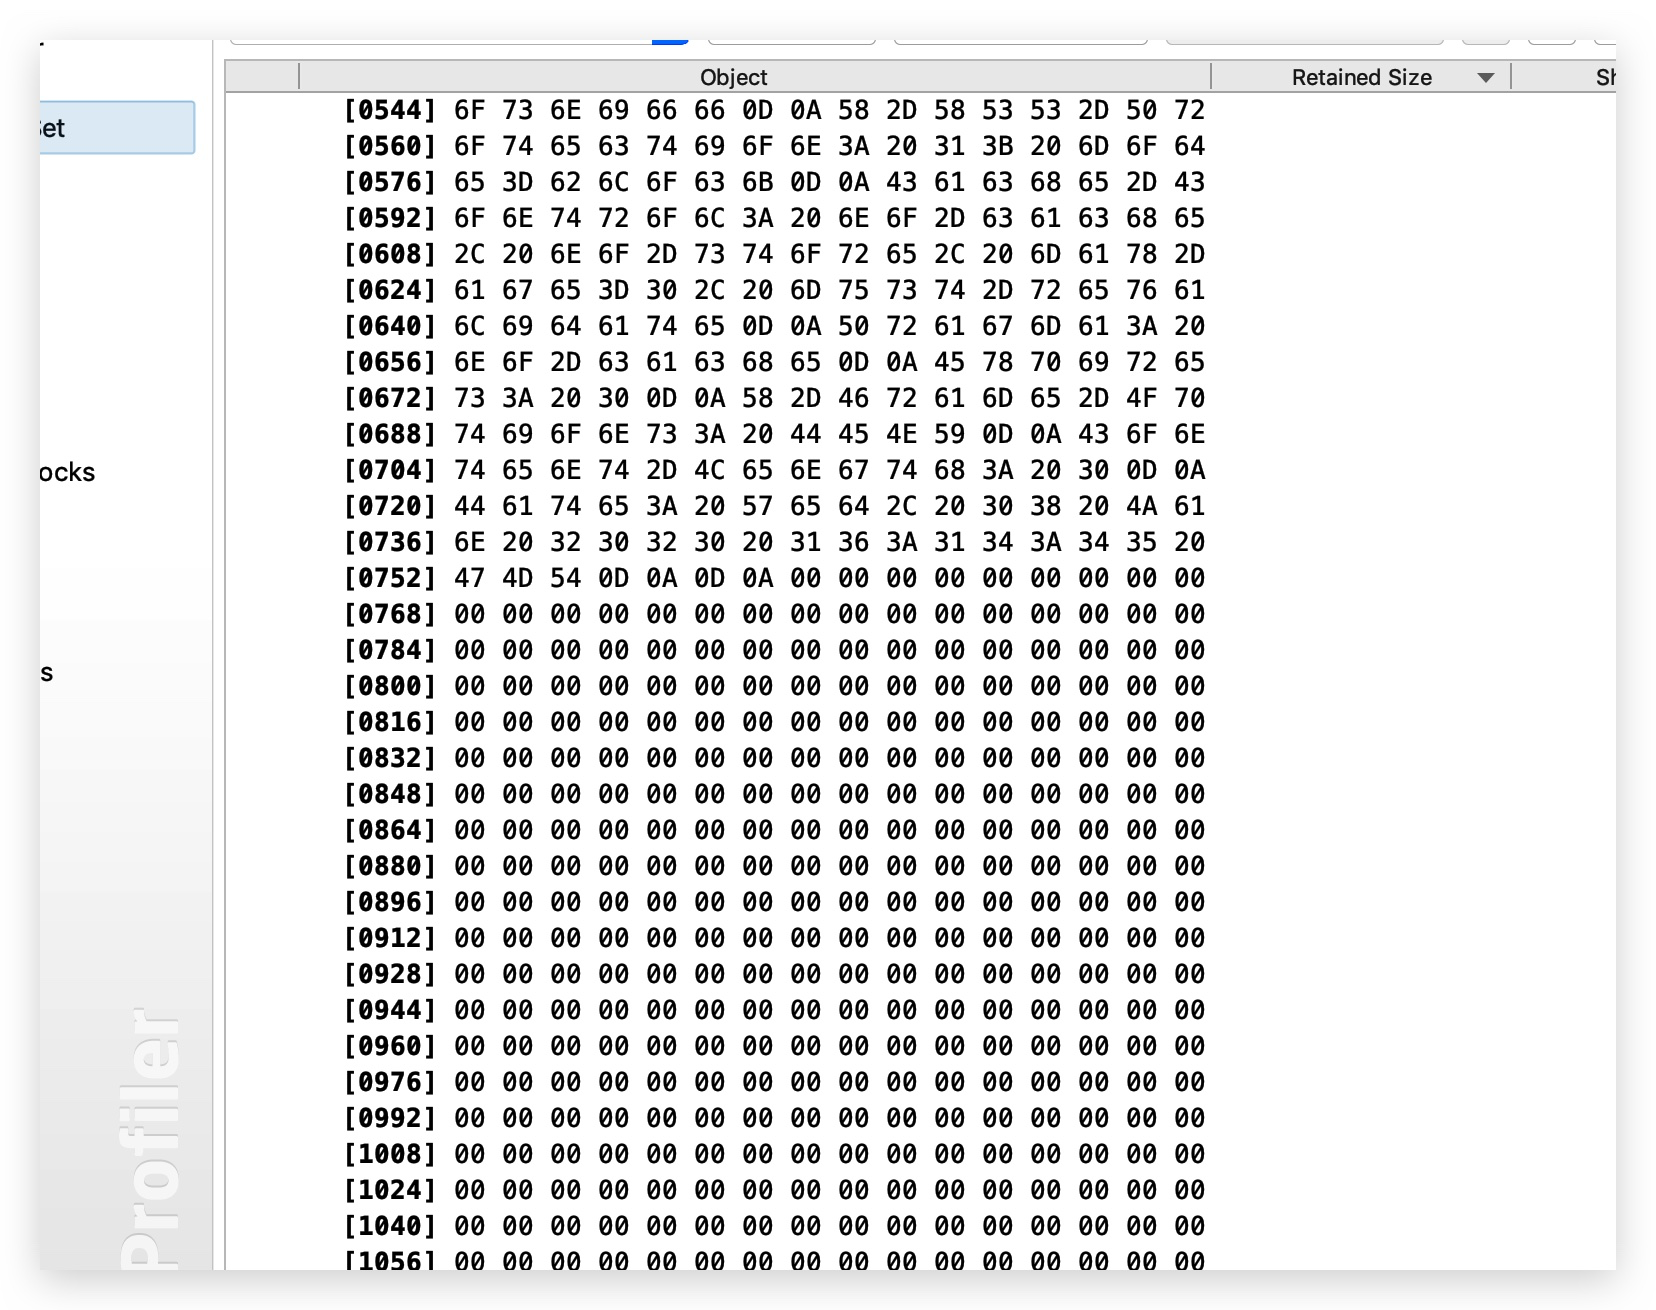 et
ocks
s
Profiler
Object Retained Size Sh
[0544] 6F 73 6E 69 66 66 0D 0A 58 2D 58 53 53 2D 50 72
[0560] 6F 74 65 63 74 69 6F 6E 3A 20 31 3B 20 6D 6F 64
[0576] 65 3D 62 6C 6F 63 6B 0D 0A 43 61 63 68 65 2D 43
[0592] 6F 6E 74 72 6F 6C 3A 20 6E 6F 2D 63 61 63 68 65
[0608] 2C 20 6E 6F 2D 73 74 6F 72 65 2C 20 6D 61 78 2D
[0624] 61 67 65 3D 30 2C 20 6D 75 73 74 2D 72 65 76 61
[0640] 6C 69 64 61 74 65 0D 0A 50 72 61 67 6D 61 3A 20
[0656] 6E 6F 2D 63 61 63 68 65 0D 0A 45 78 70 69 72 65
[0672] 73 3A 20 30 0D 0A 58 2D 46 72 61 6D 65 2D 4F 70
[0688] 74 69 6F 6E 73 3A 20 44 45 4E 59 0D 0A 43 6F 6E
[0704] 74 65 6E 74 2D 4C 65 6E 67 74 68 3A 20 30 0D 0A
[0720] 44 61 74 65 3A 20 57 65 64 2C 20 30 38 20 4A 61
[0736] 6E 20 32 30 32 30 20 31 36 3A 31 34 3A 34 35 20
[0752] 47 4D 54 0D 0A 0D 0A 00 00 00 00 00 00 00 00 00
[0768] 00 00 00 00 00 00 00 00 00 00 00 00 00 00 00 00
[0784] 00 00 00 00 00 00 00 00 00 00 00 00 00 00 00 00
[0800] 00 00 00 00 00 00 00 00 00 00 00 00 00 00 00 00
[0816] 00 00 00 00 00 00 00 00 00 00 00 00 00 00 00 00
[0832] 00 00 00 00 00 00 00 00 00 00 00 00 00 00 00 00
[0848] 00 00 00 00 00 00 00 00 00 00 00 00 00 00 00 00
[0864] 00 00 00 00 00 00 00 00 00 00 00 00 00 00 00 00
[0880] 00 00 00 00 00 00 00 00 00 00 00 00 00 00 00 00
[0896] 00 00 00 00 00 00 00 00 00 00 00 00 00 00 00 00
[0912] 00 00 00 00 00 00 00 00 00 00 00 00 00 00 00 00
[0928] 00 00 00 00 00 00 00 00 00 00 00 00 00 00 00 00
[0944] 00 00 00 00 00 00 00 00 00 00 00 00 00 00 00 00
[0960] 00 00 00 00 00 00 00 00 00 00 00 00 00 00 00 00
[0976] 00 00 00 00 00 00 00 00 00 00 00 00 00 00 00 00
[0992] 00 00 00 00 00 00 00 00 00 00 00 00 00 00 00 00
[1008] 00 00 00 00 00 00 00 00 00 00 00 00 00 00 00 00
[1024] 00 00 00 00 00 00 00 00 00 00 00 00 00 00 00 00
[1040] 00 00 00 00 00 00 00 00 00 00 00 00 00 00 00 00
[1056] 00 00 00 00 00 00 00 00 00 00 00 00 00 00 00 00